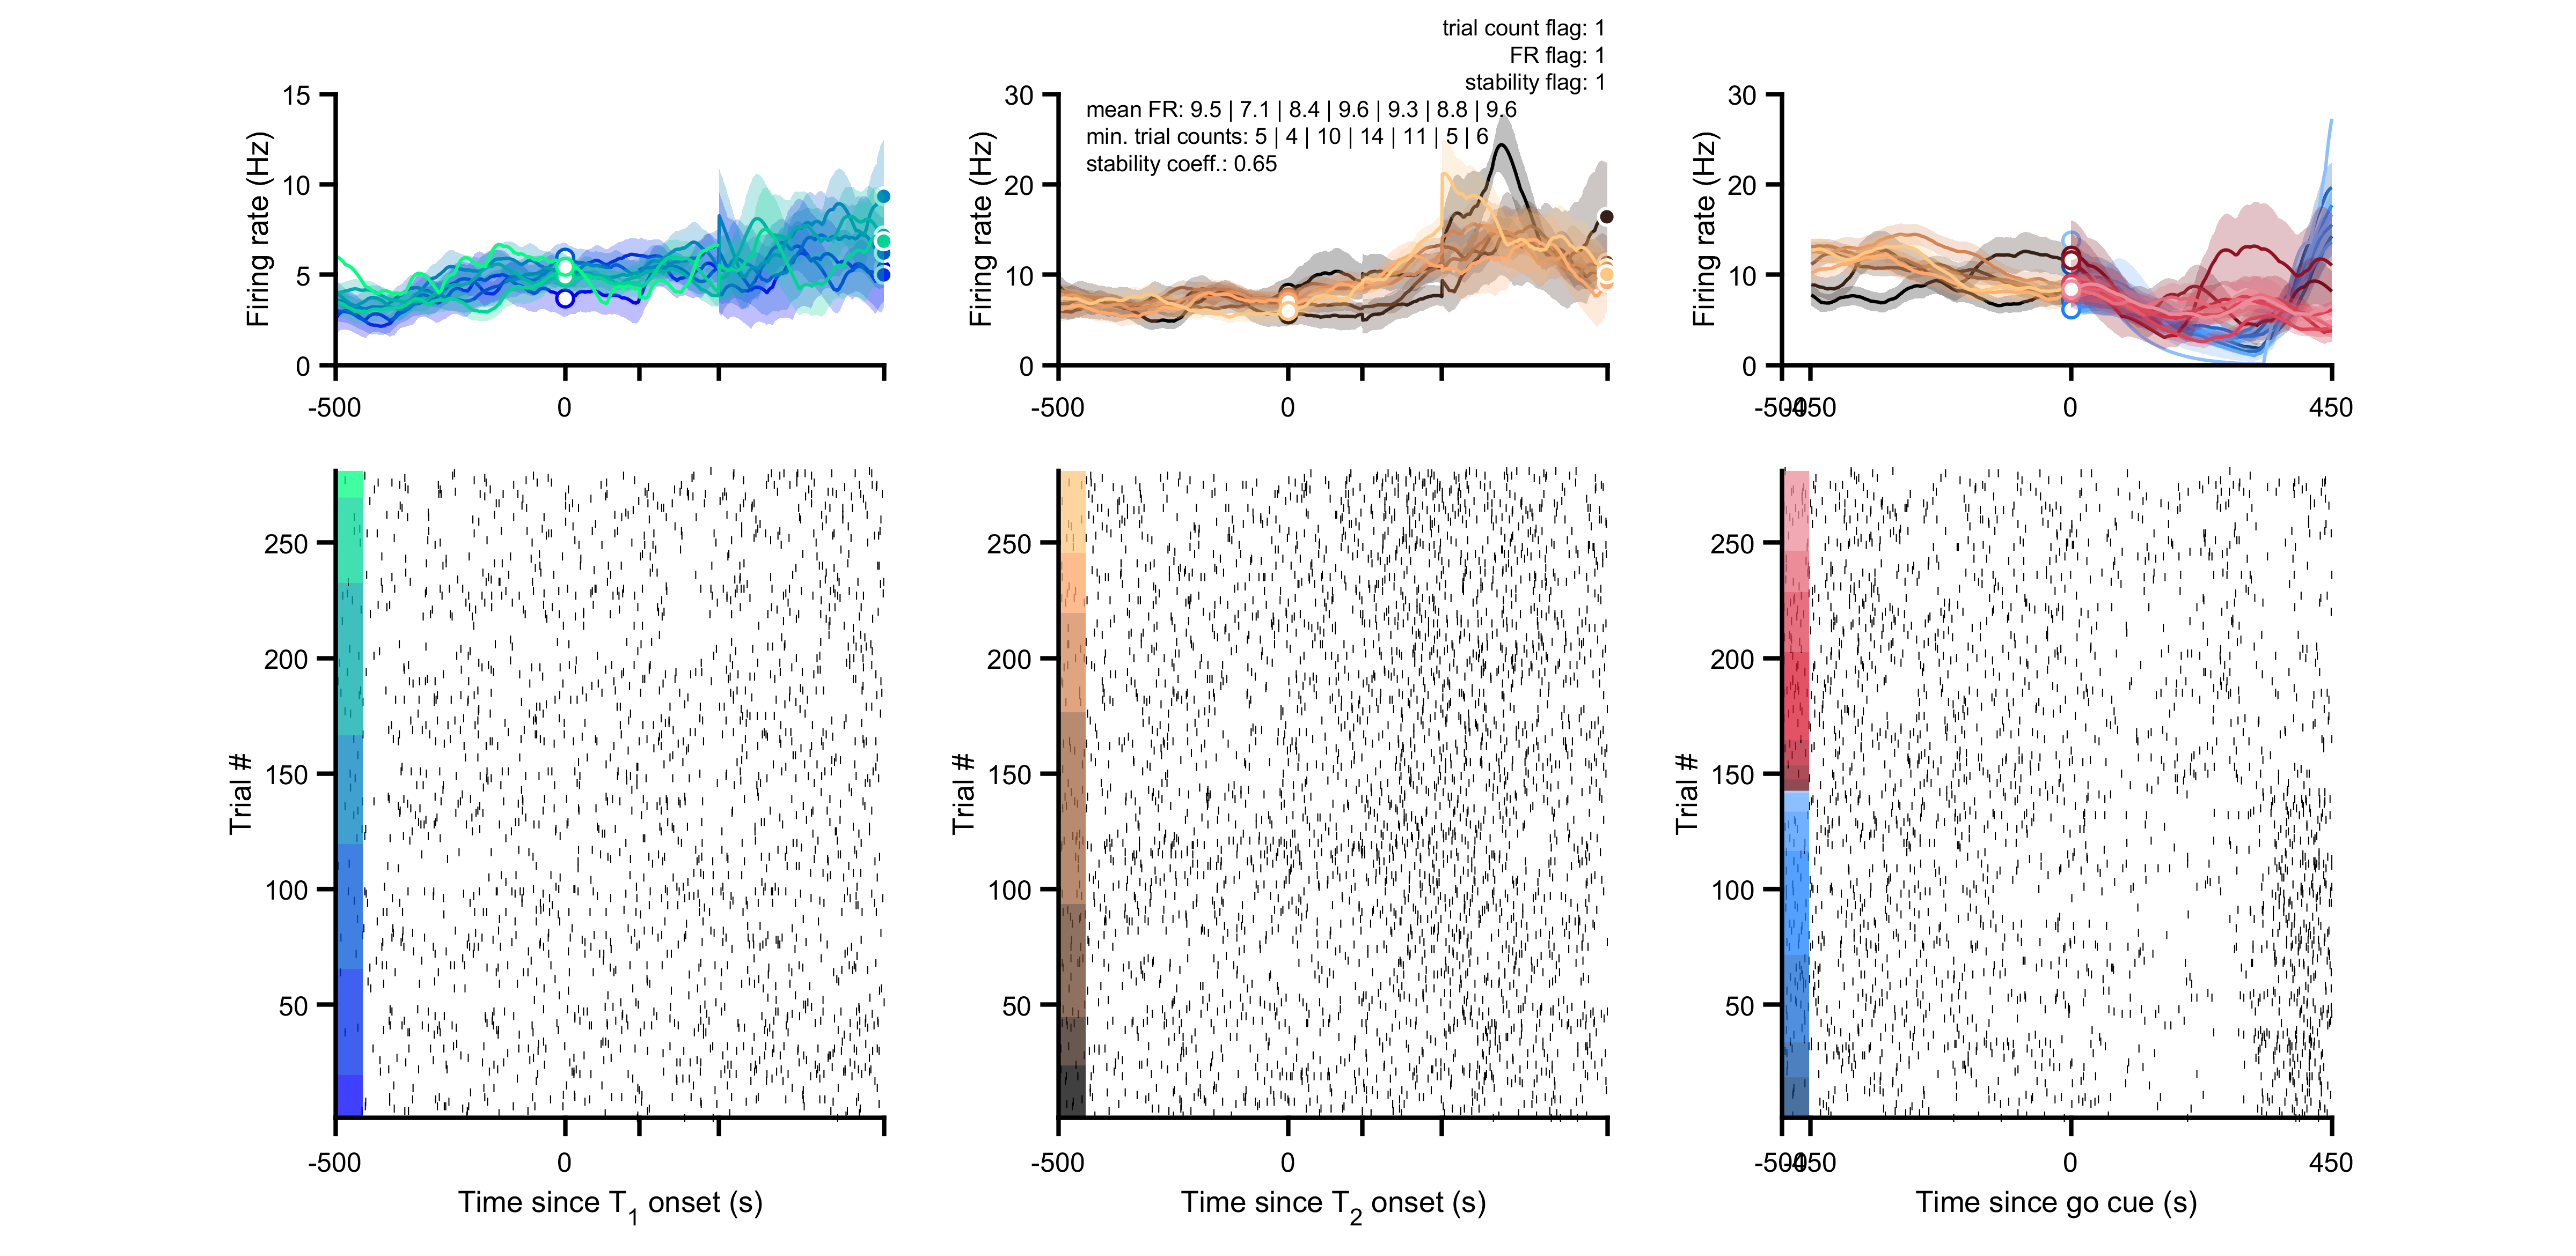 trial count flag: 1
FR flag: 1
stability flag: 1
mean FR: 9.5 | 7.1 | 8.4 | 9.6 | 9.3 | 8.8 | 9.6
min. trial counts: 5 | 4 | 10 | 14 | 11 | 5 | 6
stability coeff.: 0.65
Firing rate (Hz)
15
10
5
0
-500
0
Firing rate (Hz)
30
20
10
0
-500
0
Firing rate (Hz)
30
20
10
0
-500
-450
0
450
Trial #
250
200
150
100
50
-500
0
Time since T1 onset (s)
Trial #
250
200
150
100
50
-500
0
Time since T2 onset (s)
Trial #
250
200
150
100
50
-500
-450
0
450
Time since go cue (s)